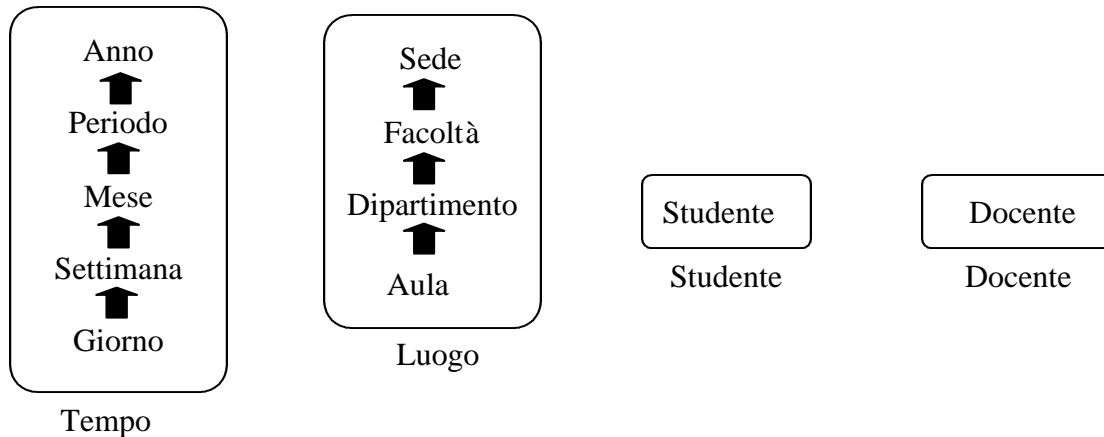 Anno
Periodo
Mese
Settimana
Giorno
Tempo
Sede
Facoltà
Dipartimento
Aula
Luogo
Studente
Studente
Docente
Docente